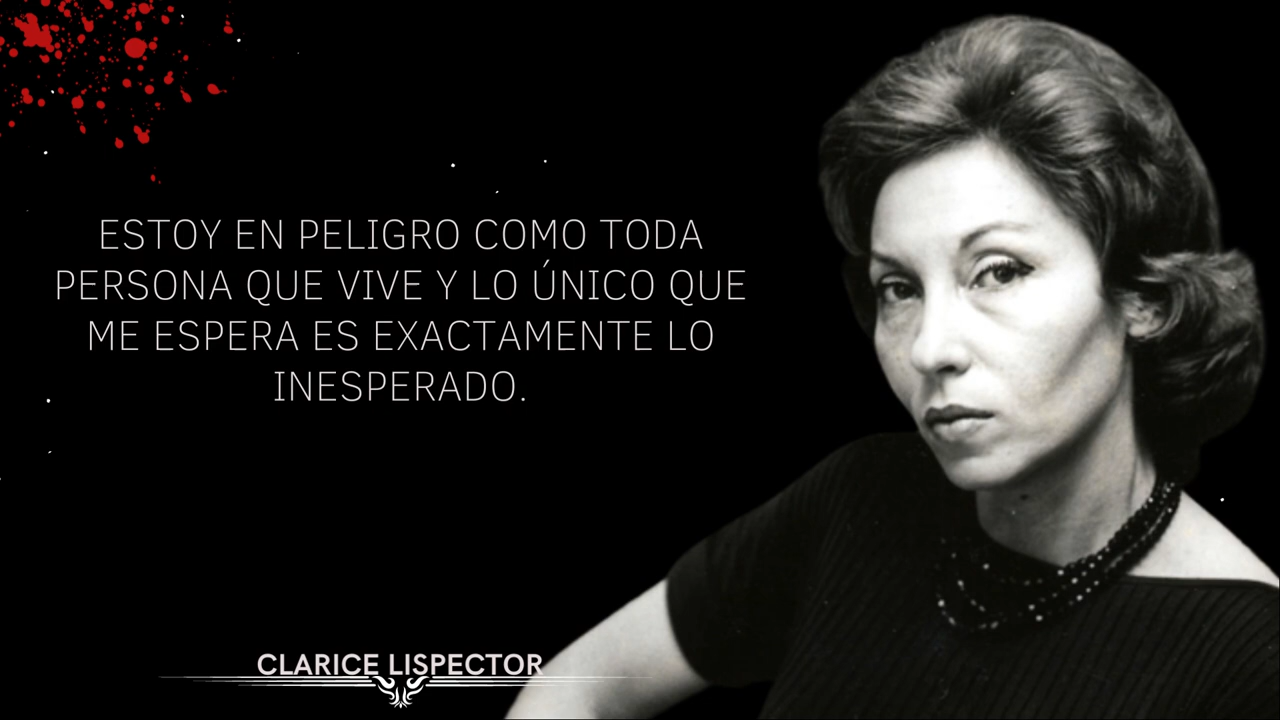 ESTOY EN PELIGRO COMO TODA
PERSONA QUE VIVE Y LO ÚNICO QUE
ME ESPERA ES EXACTAMENTE LO
INESPERADO.
CLARICE LISPECTOR